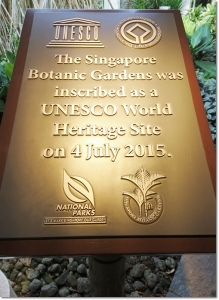 UNESCO
The Singapore
Botanic Gardens was
inscribed as a
UNESCO World
Heritage Site
on 4 July 2015.
NATIONAL
PARKS